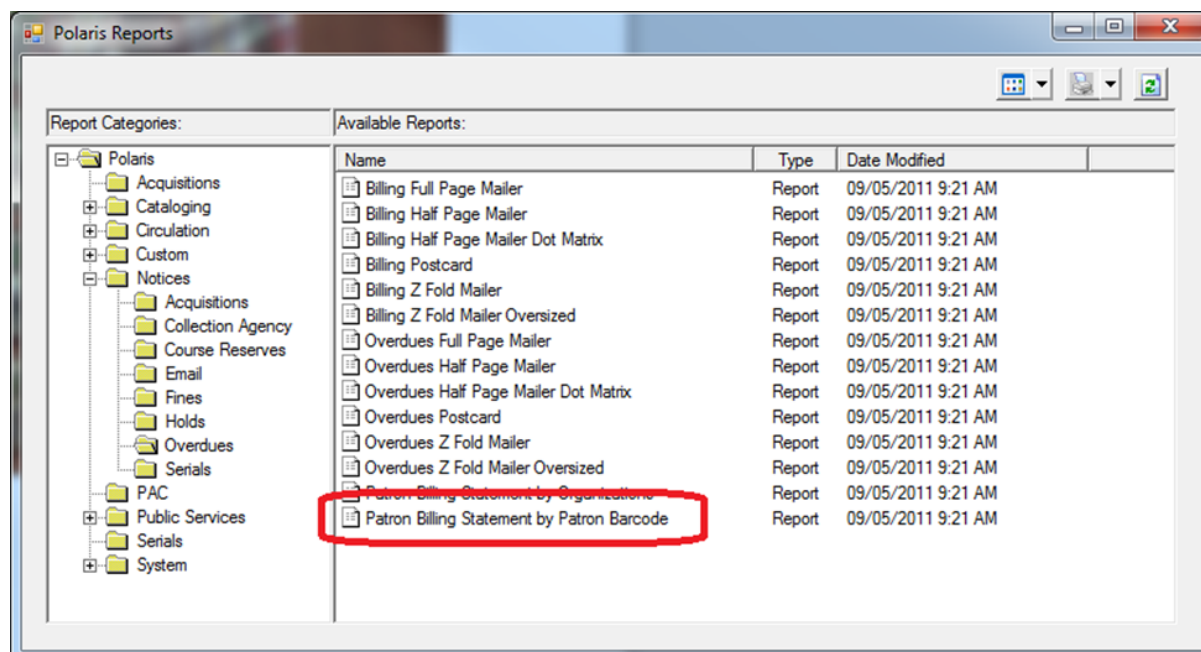 Polaris Reports
Report Categories:
Available Reports:
Polaris
Acquisitions
Cataloging
Circulation
Custom
Notices
Acquisitions
Collection Agency
Course Reserves
Email
Fines
Holds
Overdues
Serials
PAC
Public Services
Serials
System
Name Type Date Modified
Billing Full Page Mailer Report 09/05/2011 9:21 AM
Billing Half Page Mailer Report 09/05/2011 9:21 AM
Billing Half Page Mailer Dot Matrix Report 09/05/2011 9:21 AM
Billing Postcard Report 09/05/2011 9:21 AM
Billing Z Fold Mailer Report 09/05/2011 9:21 AM
Billing Z Fold Mailer Oversized Report 09/05/2011 9:21 AM
Overdues Full Page Mailer Report 09/05/2011 9:21 AM
Overdues Half Page Mailer Report 09/05/2011 9:21 AM
Overdues Half Page Mailer Dot Matrix Report 09/05/2011 9:21 AM
Overdues Postcard Report 09/05/2011 9:21 AM
Overdues Z Fold Mailer Report 09/05/2011 9:21 AM
Overdues Z Fold Mailer Oversized Report 09/05/2011 9:21 AM
Patron Billing Statement by Organizations Report 09/05/2011 9:21 AM
Patron Billing Statement by Patron Barcode Report 09/05/2011 9:21 AM